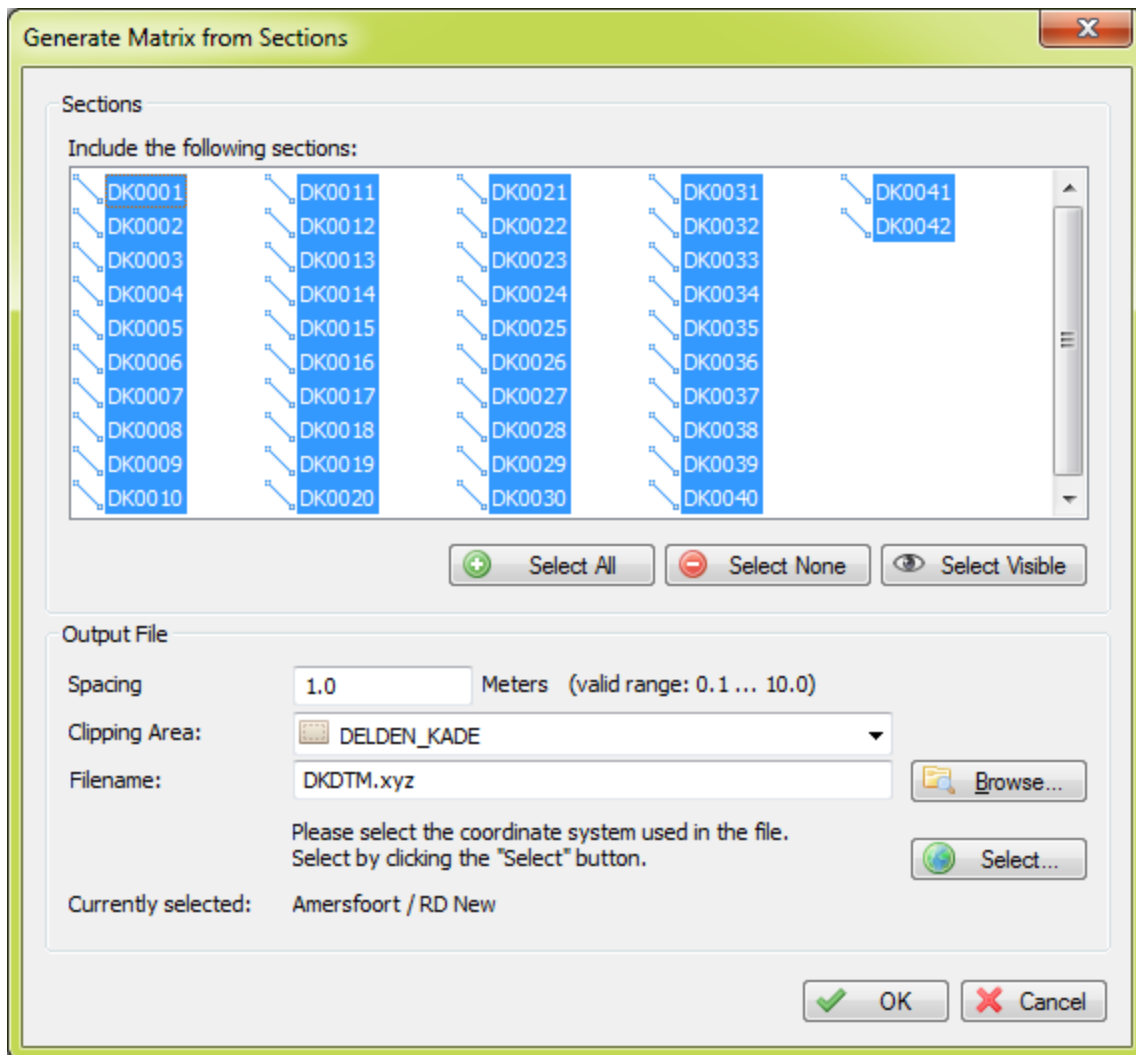 Generate Matrix from Sections
Sections
Include the following sections:
DK0001 DK0011 DK0021 DK0031 DK0041
DK0002 DK0012 DK0022 DK0032 DK0042
DK0003 DK0013 DK0023 DK0033
DK0004 DK0014 DK0024 DK0034
DK0005 DK0015 DK0025 DK0035
DK0006 DK0016 DK0026 DK0036
DK0007 DK0017 DK0027 DK0037
DK0008 DK0018 DK0028 DK0038
DK0009 DK0019 DK0029 DK0039
DK0010 DK0020 DK0030 DK0040
Select All Select None Select Visible
Output File
Spacing 1.0 Meters (valid range: 0.1 ... 10.0)
Clipping Area: DELDEN_KADE
Filename: DKDTM.xyz Browse...
Please select the coordinate system used in the file.
Select by clicking the "Select" button. Select...
Currently selected: Amersfoort / RD New
OK Cancel